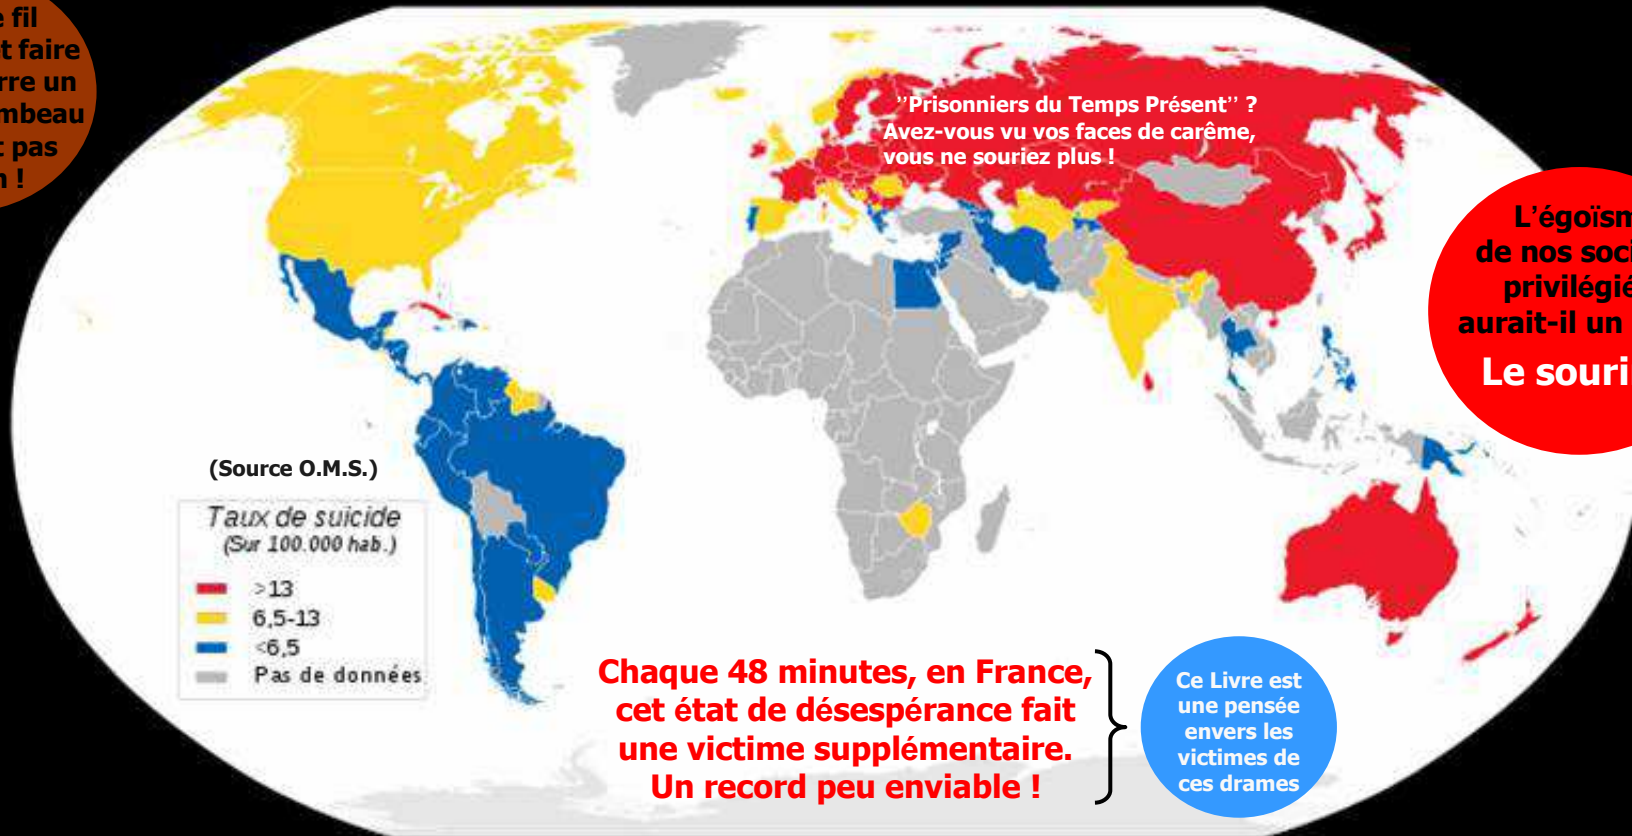 fil
t faire
rre un
mbeau
t pas
n !
’’Prisonniers du Temps Présent’’ ?
Avez-vous vu vos faces de carême,
vous ne souriez plus !
L’égoïsm
de nos soci
privilégié
aurait-il un
Le souri
(Source O.M.S.)
Taux de suicide
(Sur 100.000 hab.)
>13
6,5-13
<6,5
Pas de données
Chaque 48 minutes, en France,
cet état de désespérance fait
une victime supplémentaire.
Un record peu enviable !
Ce Livre est
une pensée
envers les
victimes de
ces drames